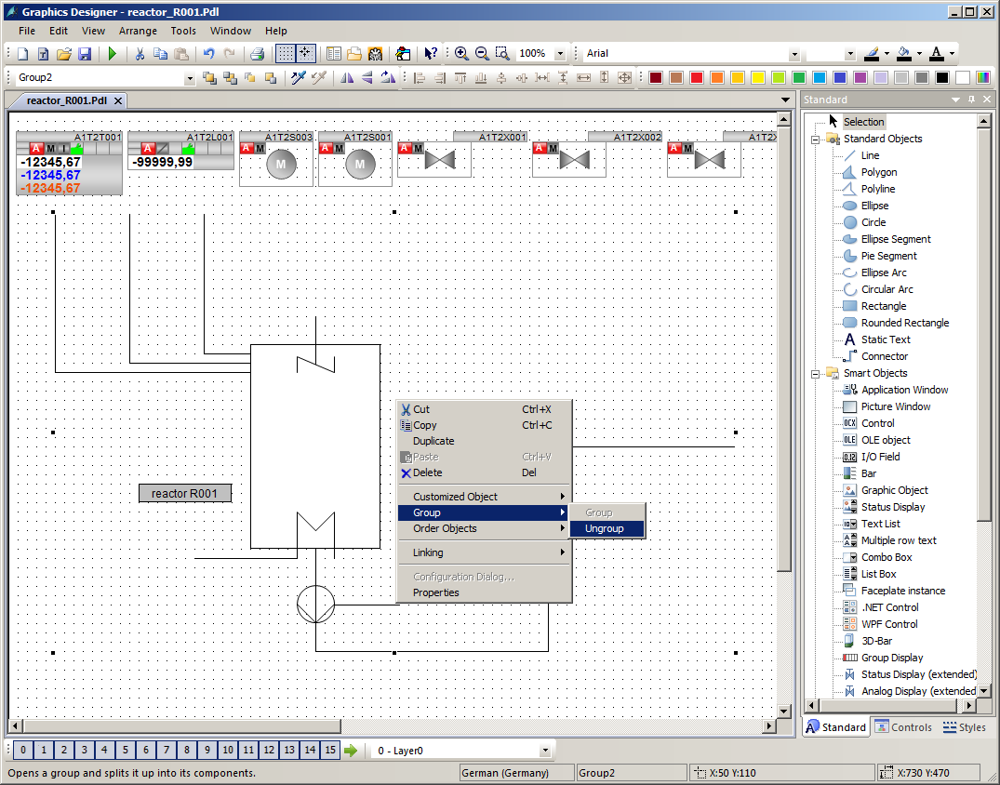 Graphics Designer - reactor_R001.Pdl
File Edit View Arrange Tools Window Help
100% Arial
Group2
reactor_R001.Pdl
A1T2T001 A1T2L001 A1T2S003 A1T2S001 A1T2X001 A1T2X002 A1T2X
A M I A A M A M A M A M A M
-12345,67 -99999,99 M M
-12345,67
-12345,67
reactor R001
Cut Ctrl+X
Copy Ctrl+C
Duplicate
Paste Ctrl+V
Delete Del
Customized Object
Group
Order Objects
Linking
Configuration Dialog...
Properties
Group
Ungroup
Standard
Selection
Standard Objects
Line
Polygon
Polyline
Ellipse
Circle
Ellipse Segment
Pie Segment
Ellipse Arc
Circular Arc
Rectangle
Rounded Rectangle
A Static Text
Connector
Smart Objects
Application Window
Picture Window
OCX Control
OLE OLE object
0.12 I/O Field
Bar
Graphic Object
Status Display
Text List
Multiple row text
Combo Box
List Box
Faceplate instance
.NET Control
WPF Control
3D-Bar
Group Display
Status Display (extended)
Analog Display (extended
A Standard Controls Styles
0 1 2 3 4 5 6 7 8 9 10 11 12 13 14 15 0 - Layer0
Opens a group and splits it up into its components. German (Germany) Group2 X:50 Y:110 X:730 Y:470